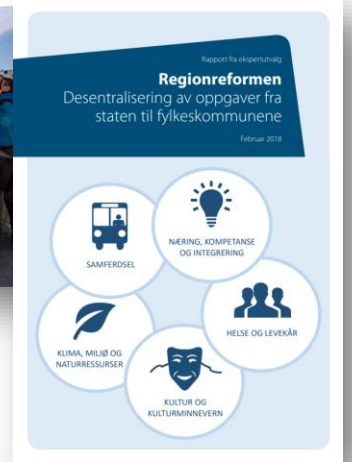 Rapport fra ekspertutvalg
Regionreformen
Desentralisering av oppgaver fra
staten til fylkeskommunene
Februar 2018
SAMFERDSEL
NÆRING, KOMPETANSE
OG INTEGRERING
HELSE OG LEVEKÅR
KLIMA, MILJØ OG
NATURRESSURSER
KULTUR OG
KULTURMINNEVERN